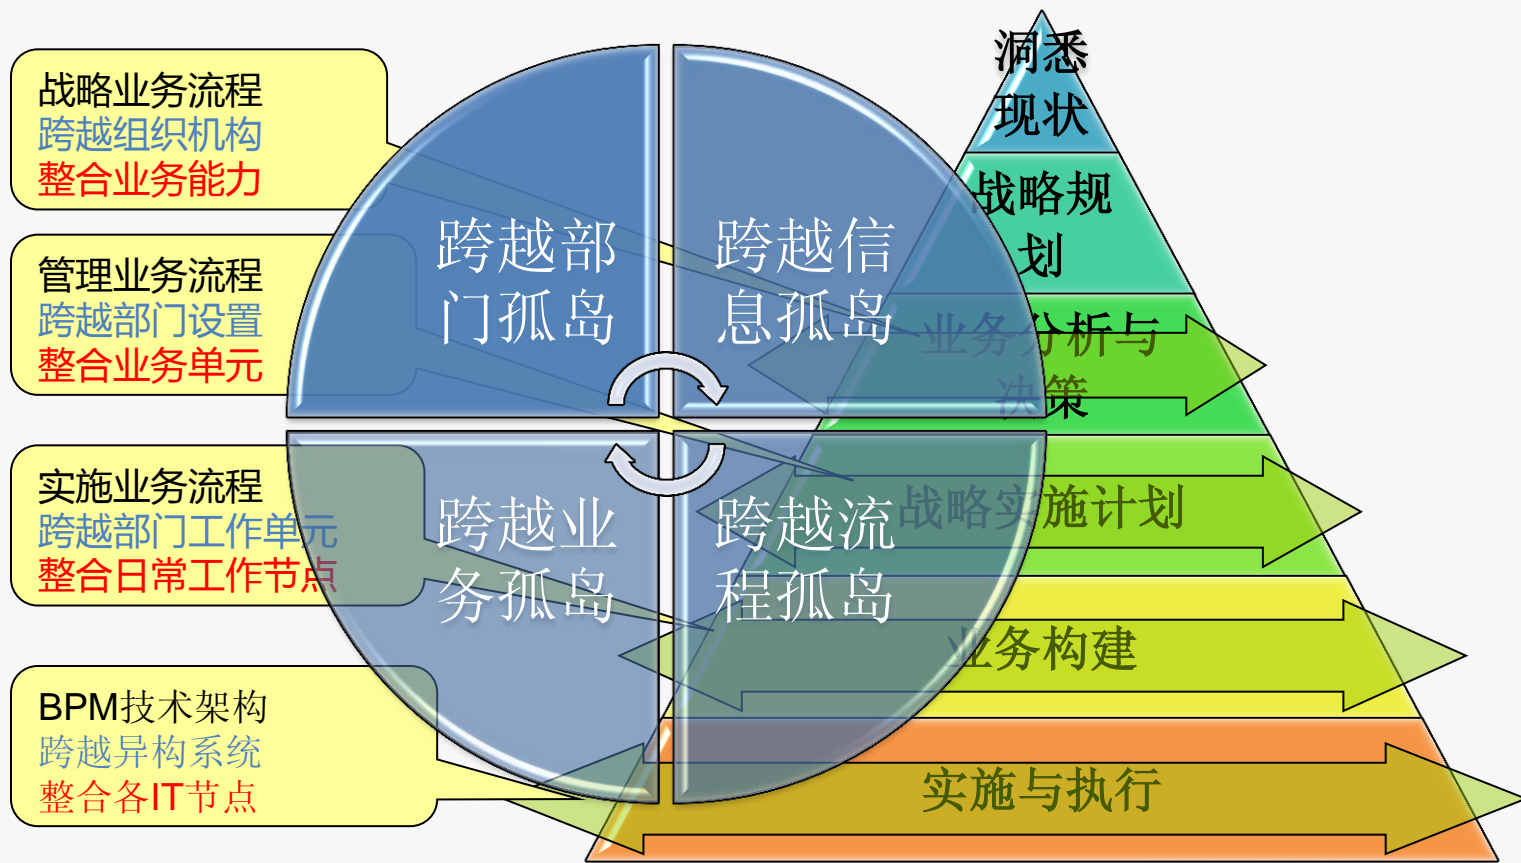 战略业务流程
跨越组织机构
整合业务能力
管理业务流程
跨越部门设置
整合业务单元
实施业务流程
跨越部门工作单元
整合日常工作节点
BPM技术架构
跨越异构系统
整合各IT节点
跨越部
门孤岛
跨越信
息孤岛
跨越业
务孤岛
跨越流
程孤岛
洞悉
现状
战略规
划
业务分析与
决策
战略实施计划
业务构建
实施与执行